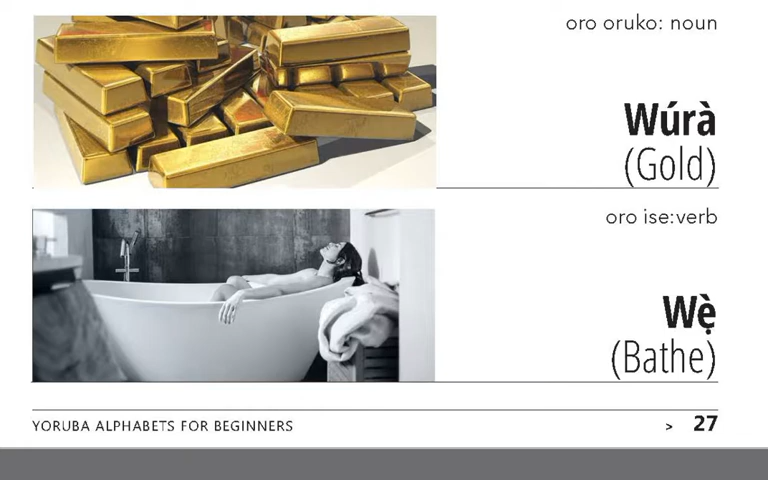 oro oruko: noun
Wúrà
(Gold)
oro ise:verb
Wẹ̀
(Bathe)
YORUBA ALPHABETS FOR BEGINNERS > 27